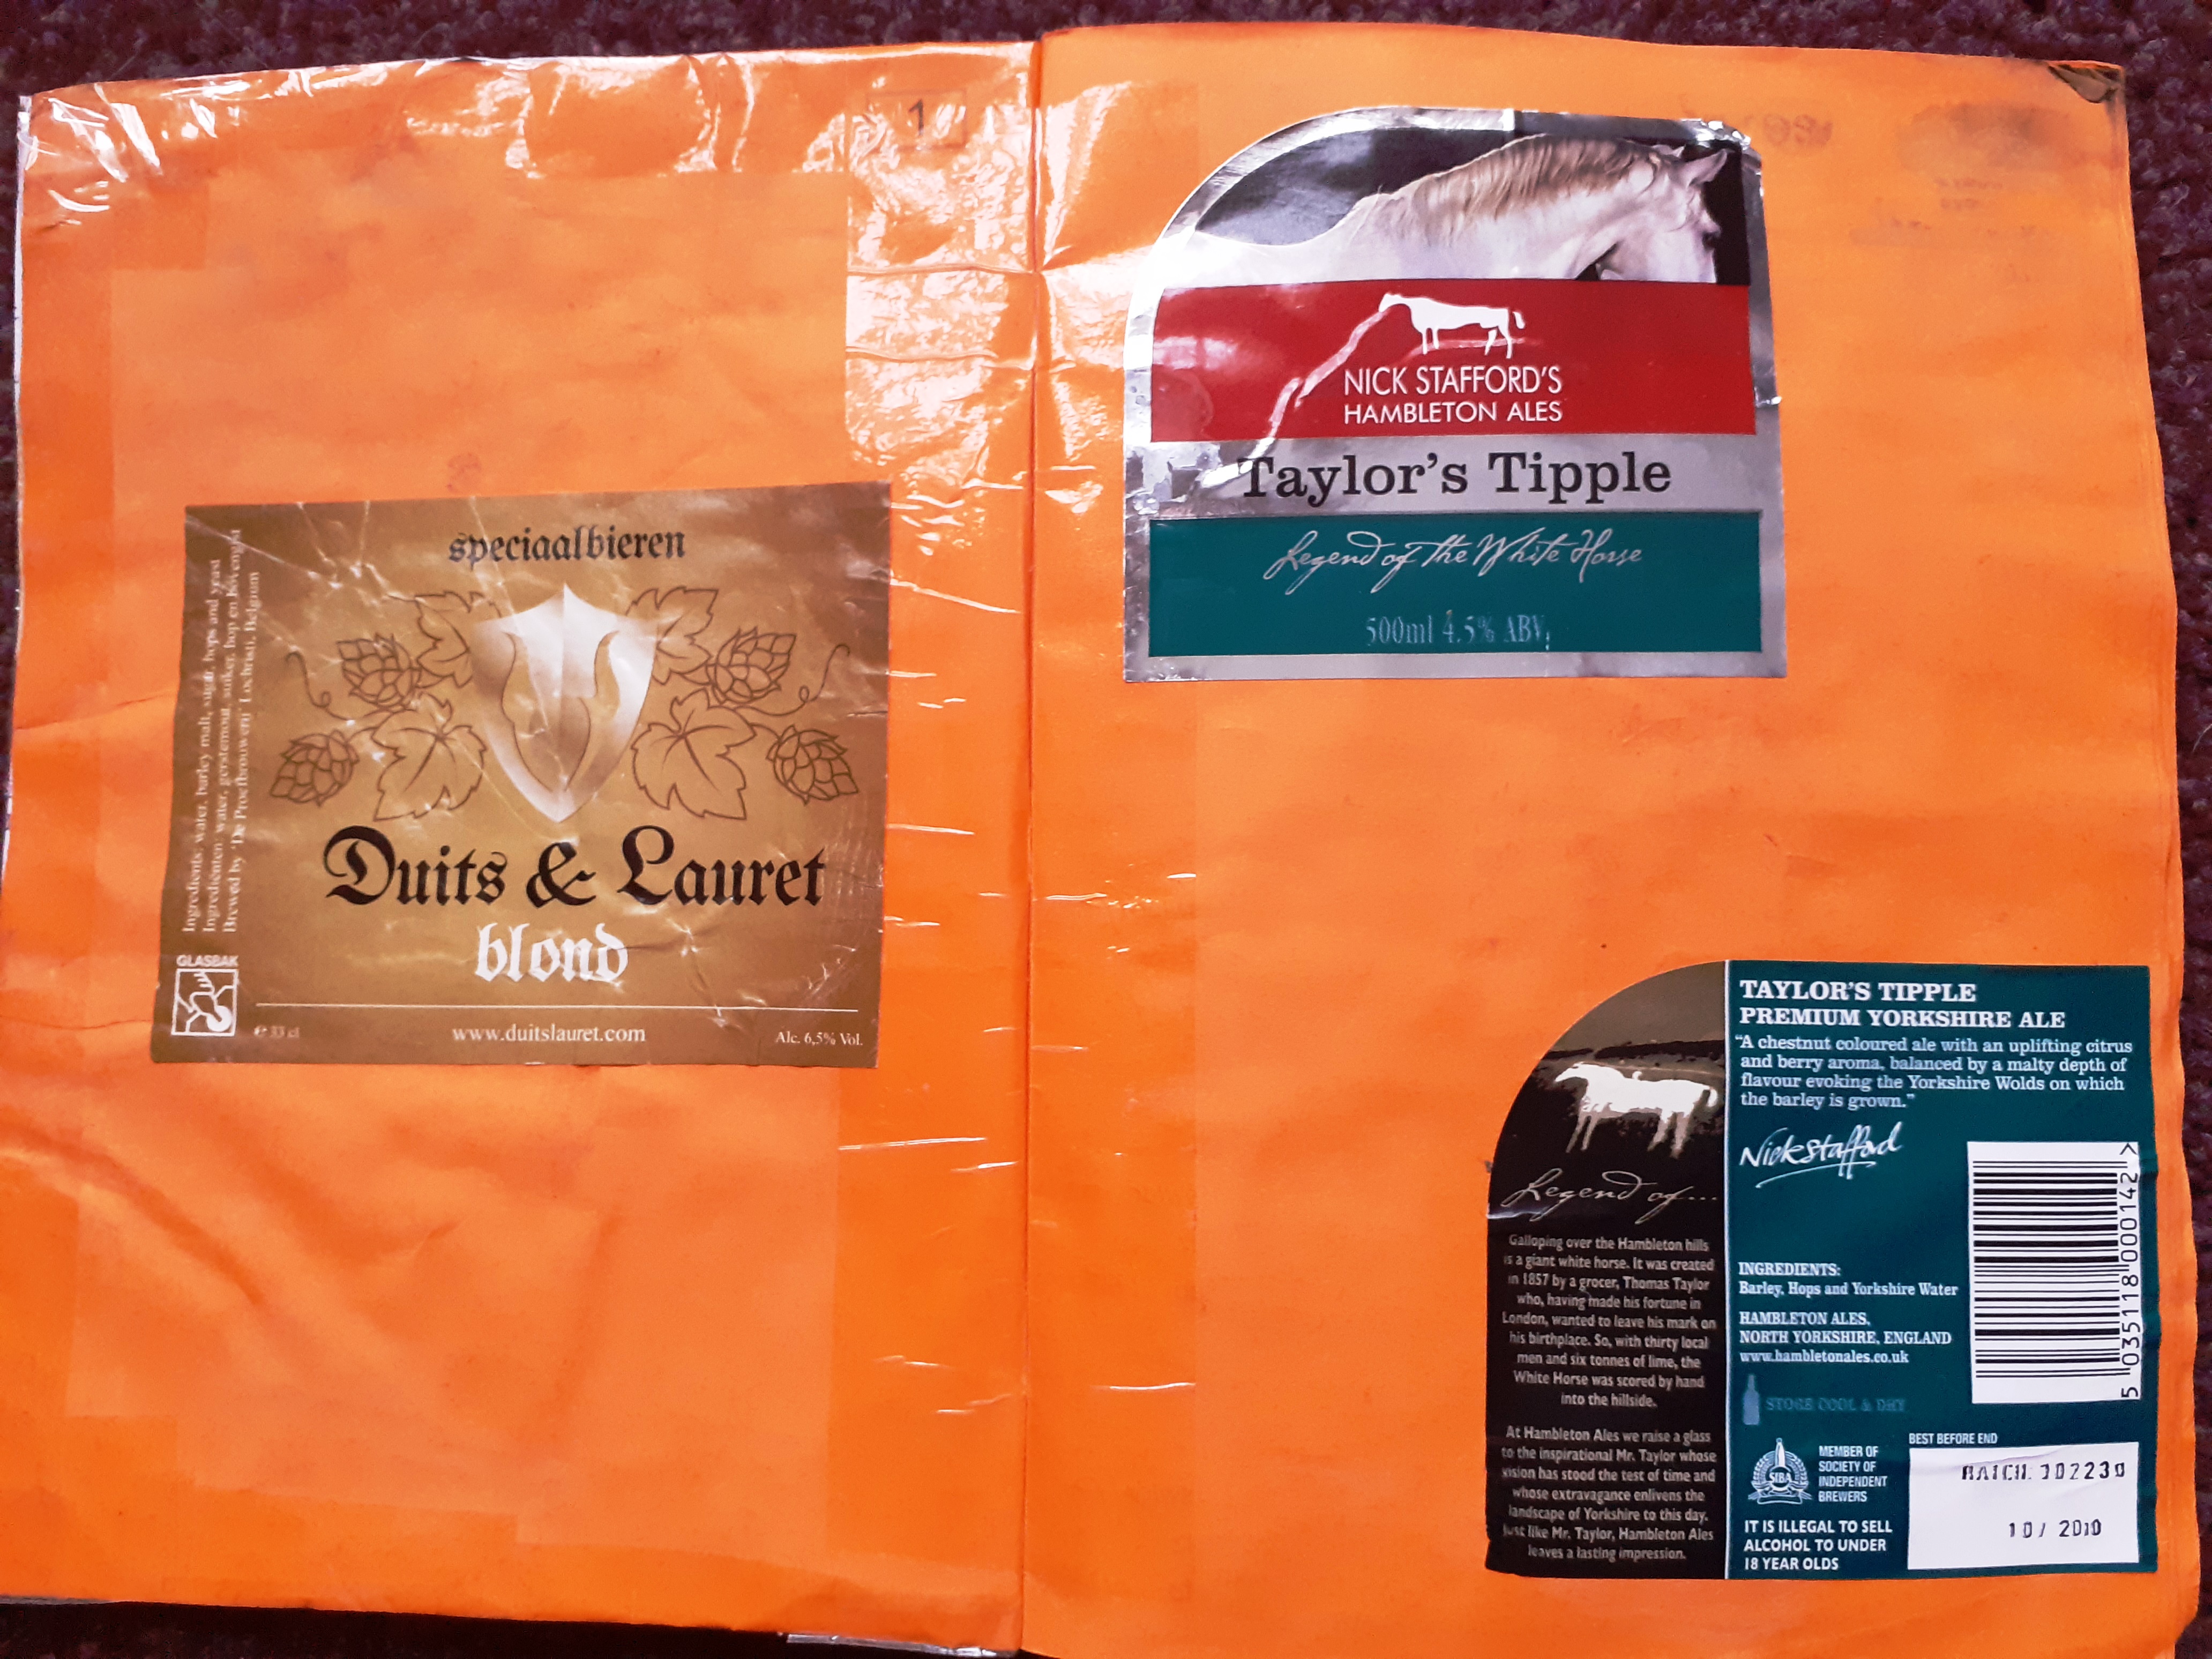 1
speciaalbieren
Duits & Lauret
blond
www.duitslauret.com
Alc. 6,5% Vol.
e 33 cl
GLASBAK
Ingredients: water, barley malt, sugar, hops and yeast
Ingrediënten: water, gerstemout, suiker, hop en bovengist
Brewed by 'De Proefbrouwerij' Lochristi, Belgium
NICK STAFFORD'S
HAMBLETON ALES
Taylor's Tipple
Legend of the White Horse
500ml 4.5% ABV
Legend of...
Galloping over the Hambleton hills
is a giant white horse. It was created
in 1857 by a grocer, Thomas Taylor
who, having made his fortune in
London, wanted to leave his mark on
his birthplace. So, with thirty local
men and six tonnes of lime, the
White Horse was scored by hand
into the hillside.
At Hambleton Ales we raise a glass
to the inspirational Mr. Taylor whose
vision has stood the test of time and
whose extravagance enlivens the
landscape of Yorkshire to this day.
Just like Mr. Taylor, Hambleton Ales
leaves a lasting impression.
TAYLOR'S TIPPLE
PREMIUM YORKSHIRE ALE
"A chestnut coloured ale with an uplifting citrus
and berry aroma, balanced by a malty depth of
flavour evoking the Yorkshire Wolds on which
the barley is grown."
Nick Stafford
INGREDIENTS:
Barley, Hops and Yorkshire Water
HAMBLETON ALES,
NORTH YORKSHIRE, ENGLAND
www.hambletonales.co.uk
STORE COOL & DRY
SIBA
MEMBER OF
SOCIETY OF
INDEPENDENT
BREWERS
IT IS ILLEGAL TO SELL
ALCOHOL TO UNDER
18 YEAR OLDS
5 035118 000142 >
BEST BEFORE END
BATCH 102230
10/ 2010